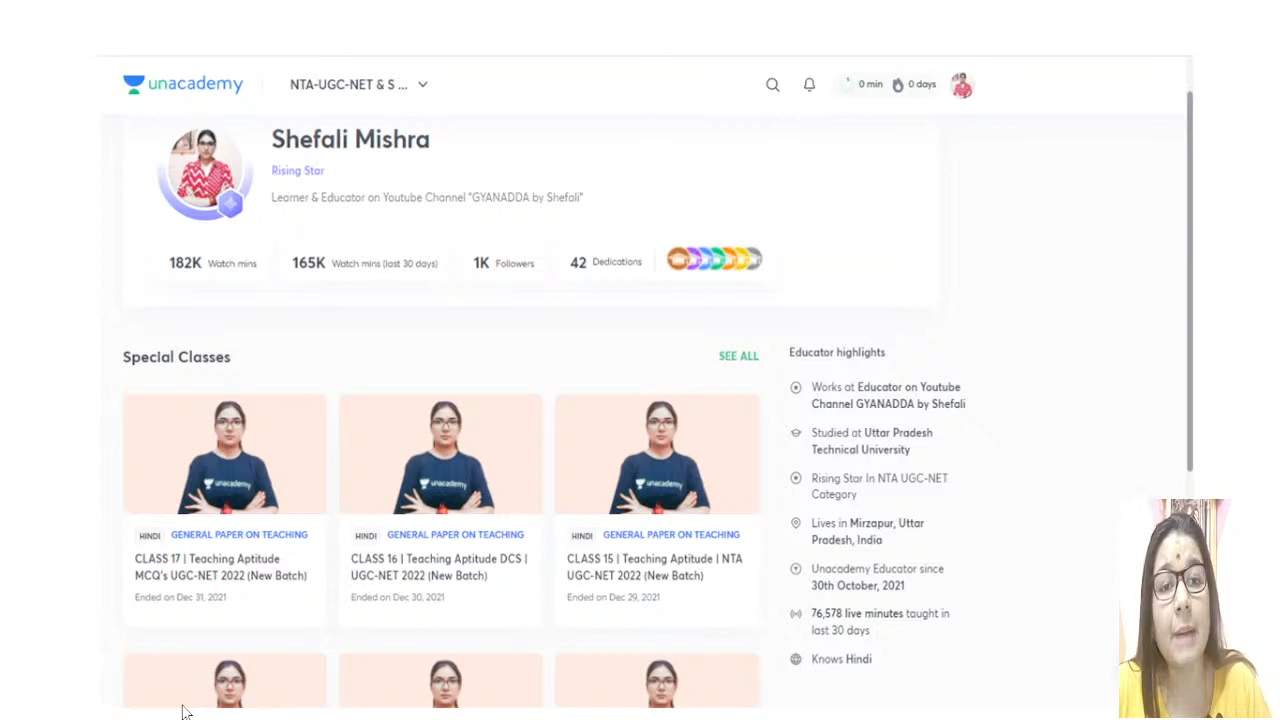 unacademy
NTA-UGC-NET & S ...
0 min
0 days
Shefali Mishra
Rising Star
Learner & Educator on Youtube Channel "GYANADDA by Shefali"
182K Watch mins
165K Watch mins (last 30 days)
1K Followers
42 Dedications
Special Classes
SEE ALL
unacademy
unacademy
unacademy
HINDI GENERAL PAPER ON TEACHING
CLASS 17 | Teaching Aptitude
MCQ's UGC-NET 2022 (New Batch)
Ended on Dec 31, 2021
HINDI GENERAL PAPER ON TEACHING
CLASS 16 | Teaching Aptitude DCS |
UGC-NET 2022 (New Batch)
Ended on Dec 30, 2021
HINDI GENERAL PAPER ON TEACHING
CLASS 15 | Teaching Aptitude | NTA
UGC-NET 2022 (New Batch)
Ended on Dec 29, 2021
Educator highlights
Works at Educator on Youtube
Channel GYANADDA by Shefali
Studied at Uttar Pradesh
Technical University
Rising Star In NTA UGC-NET
Category
Lives in Mirzapur, Uttar
Pradesh, India
Unacademy Educator since
30th October, 2021
76,578 live minutes taught in
last 30 days
Knows Hindi